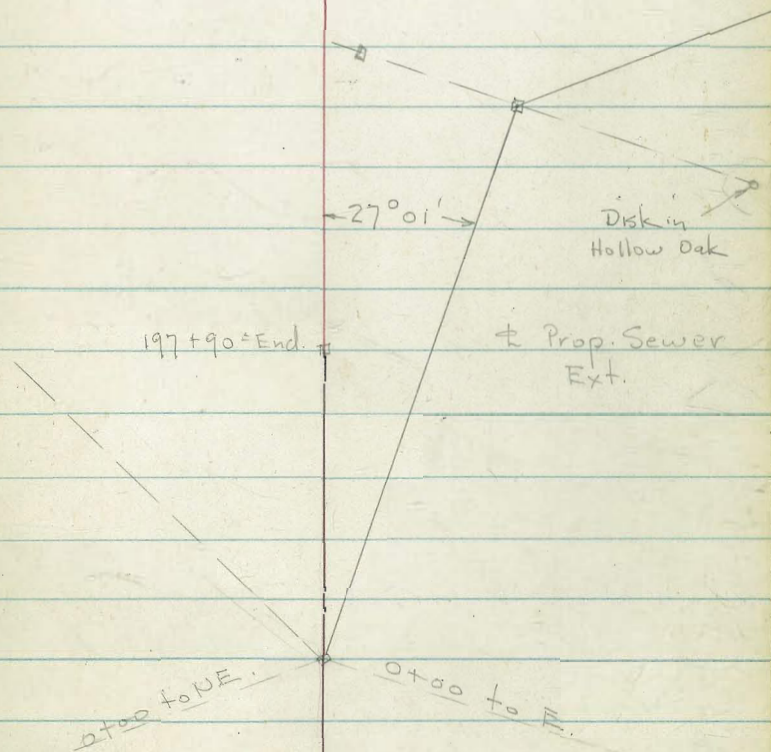 27°01'
Disk in
Hollow Oak
197+90=End.
℄ Prop. Sewer
Ext.
0+00 to NE.
0+00 to E.